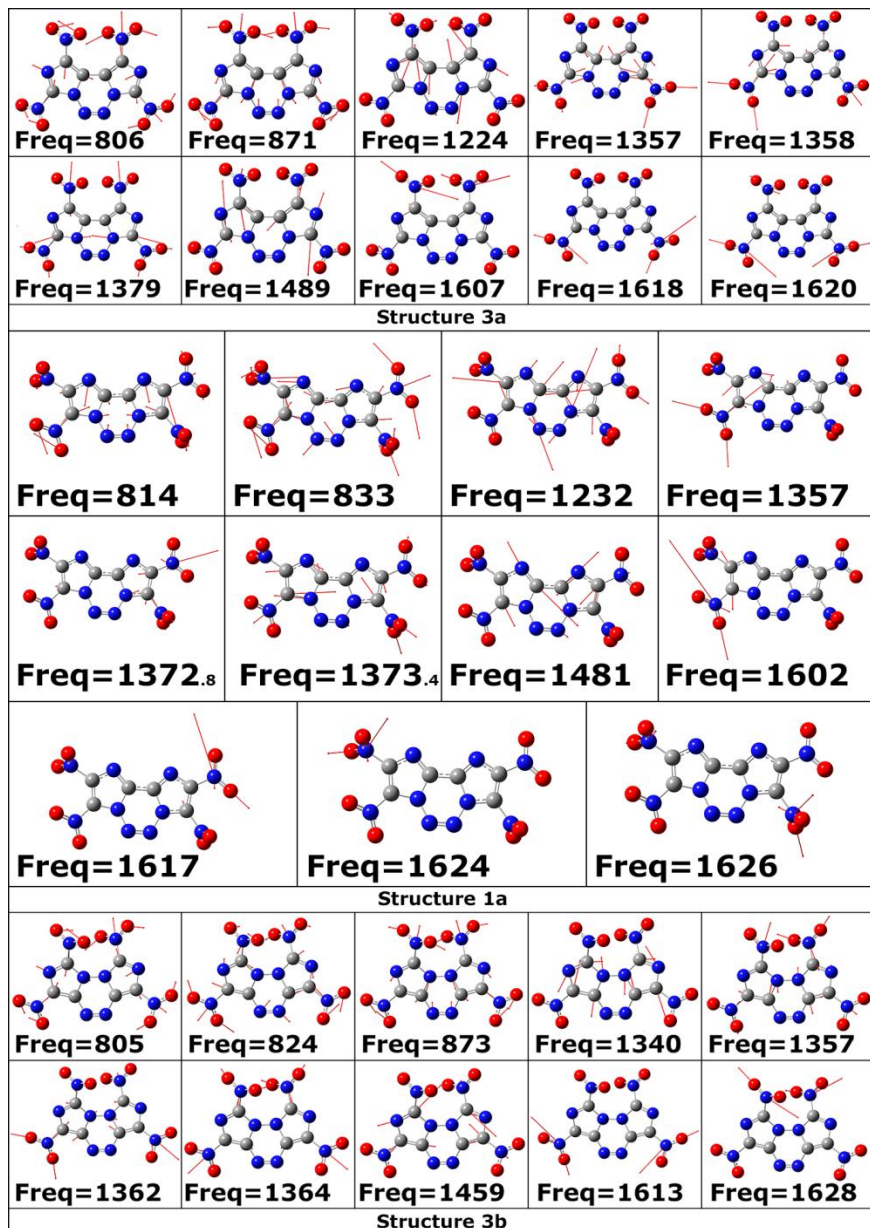 Freq=806 Freq=871 Freq=1224 Freq=1357 Freq=1358
Freq=1379 Freq=1489 Freq=1607 Freq=1618 Freq=1620
Structure 3a
Freq=814 Freq=833 Freq=1232 Freq=1357
Freq=1372.8 Freq=1373.4 Freq=1481 Freq=1602
Freq=1617 Freq=1624 Freq=1626
Structure 1a
Freq=805 Freq=824 Freq=873 Freq=1340 Freq=1357
Freq=1362 Freq=1364 Freq=1459 Freq=1613 Freq=1628
Structure 3b